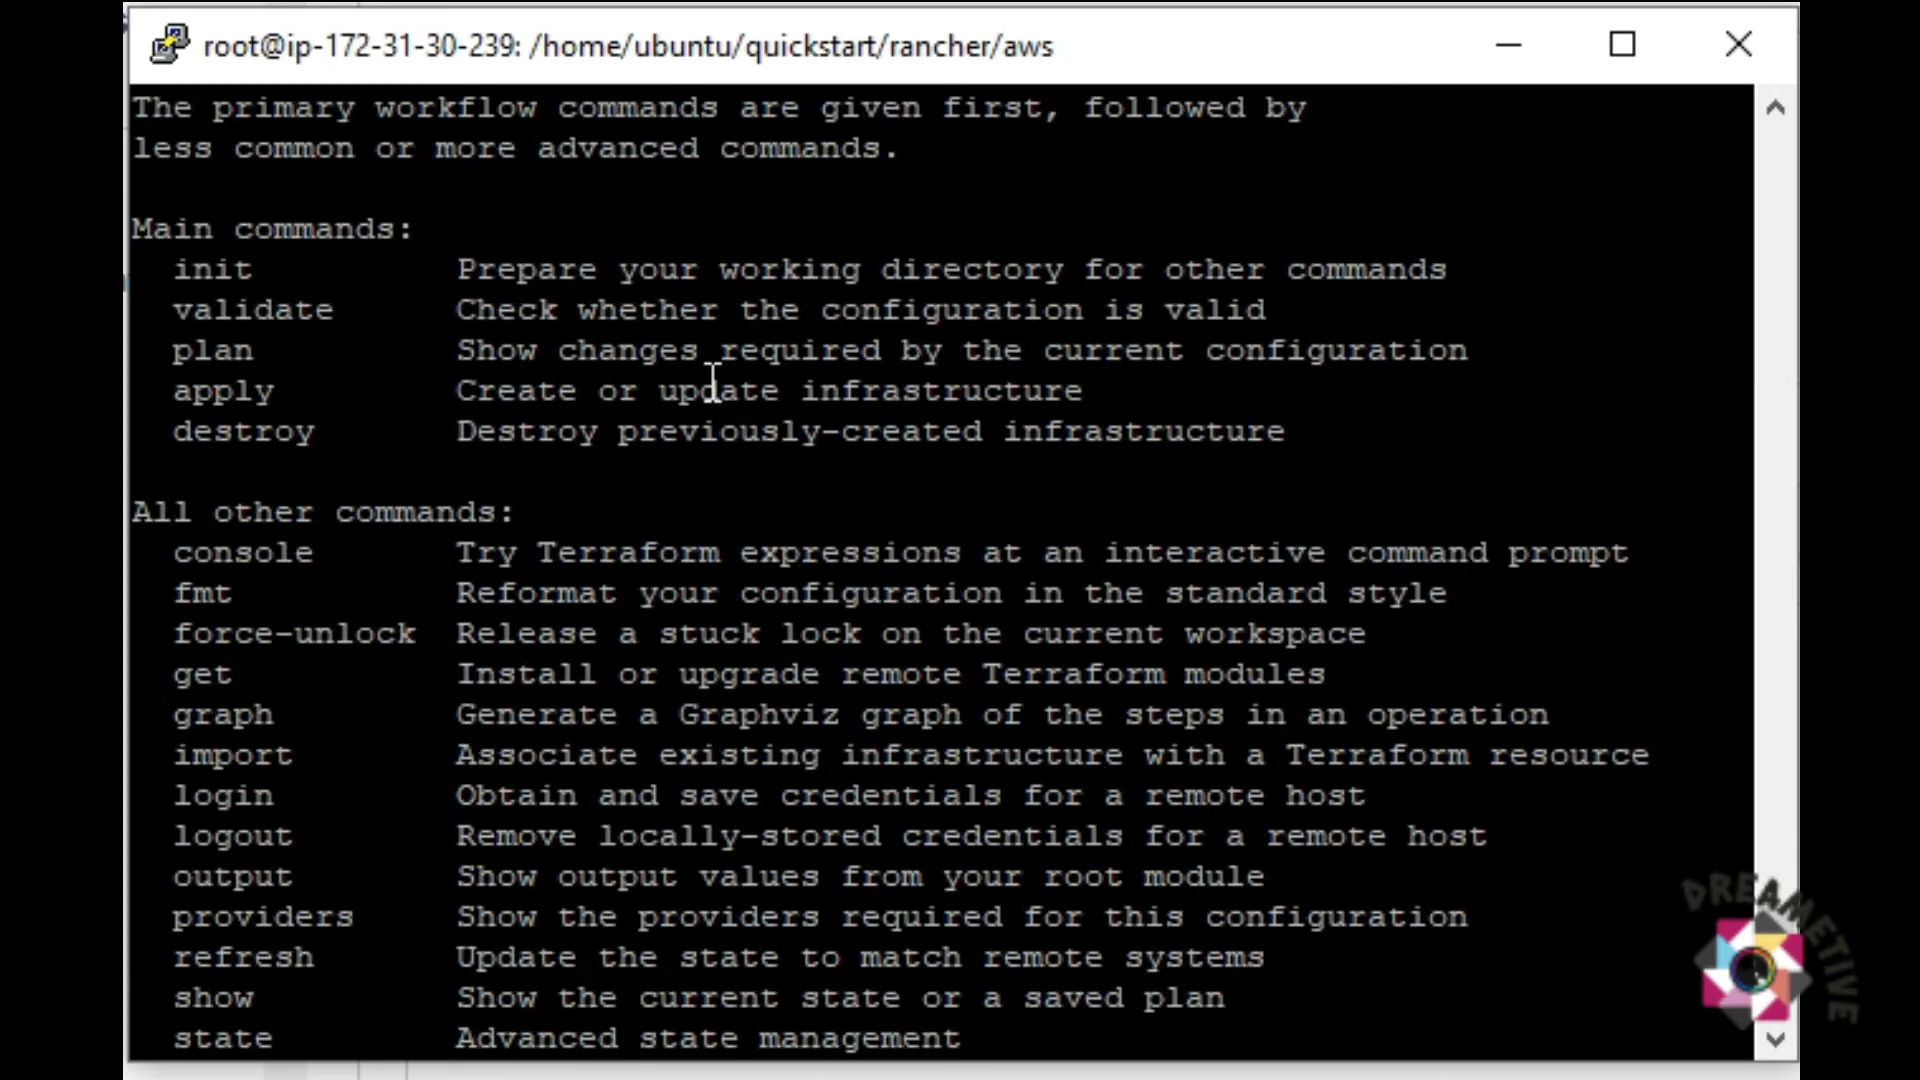 root@ip-172-31-30-239: /home/ubuntu/quickstart/rancher/aws
The primary workflow commands are given first, followed by
less common or more advanced commands.
Main commands:
init Prepare your working directory for other commands
validate Check whether the configuration is valid
plan Show changes required by the current configuration
apply Create or update infrastructure
destroy Destroy previously-created infrastructure
All other commands:
console Try Terraform expressions at an interactive command prompt
fmt Reformat your configuration in the standard style
force-unlock Release a stuck lock on the current workspace
get Install or upgrade remote Terraform modules
graph Generate a Graphviz graph of the steps in an operation
import Associate existing infrastructure with a Terraform resource
login Obtain and save credentials for a remote host
logout Remove locally-stored credentials for a remote host
output Show output values from your root module
providers Show the providers required for this configuration
refresh Update the state to match remote systems
show Show the current state or a saved plan
state Advanced state management
DREAMETIVE